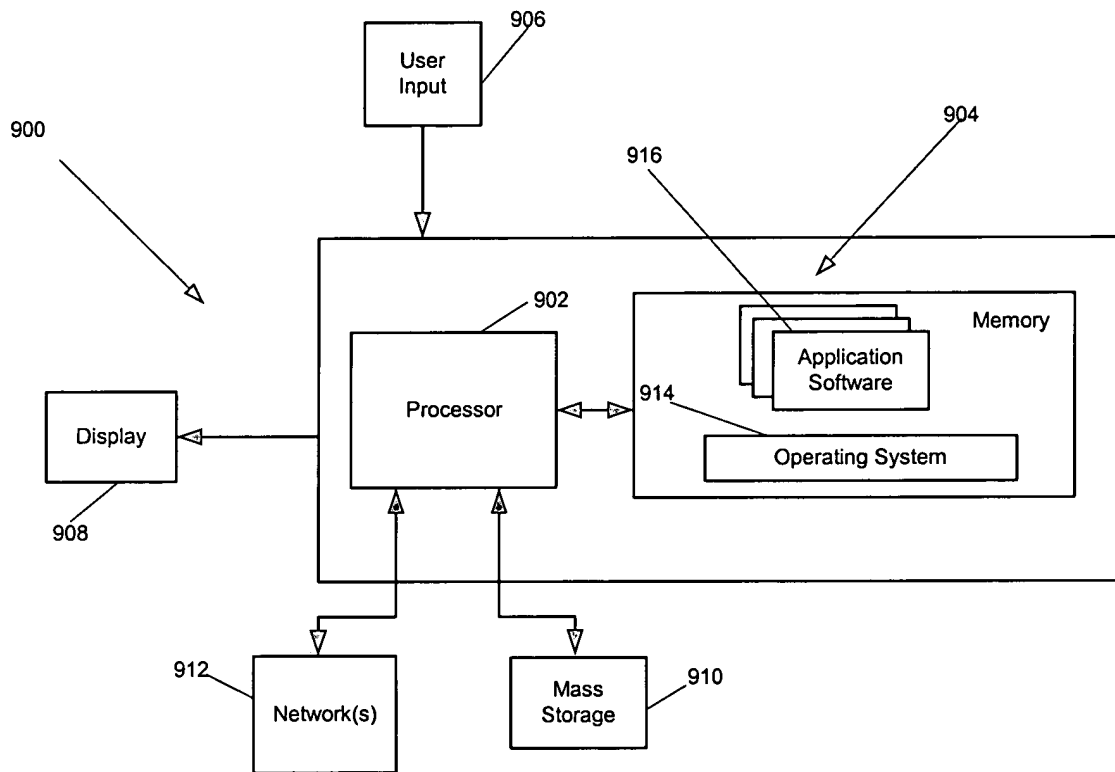 906
User
Input
900
904
916
902
Memory
Application
Software
Processor
914
Display
Operating System
908
912
Network(s)
Mass
Storage
910